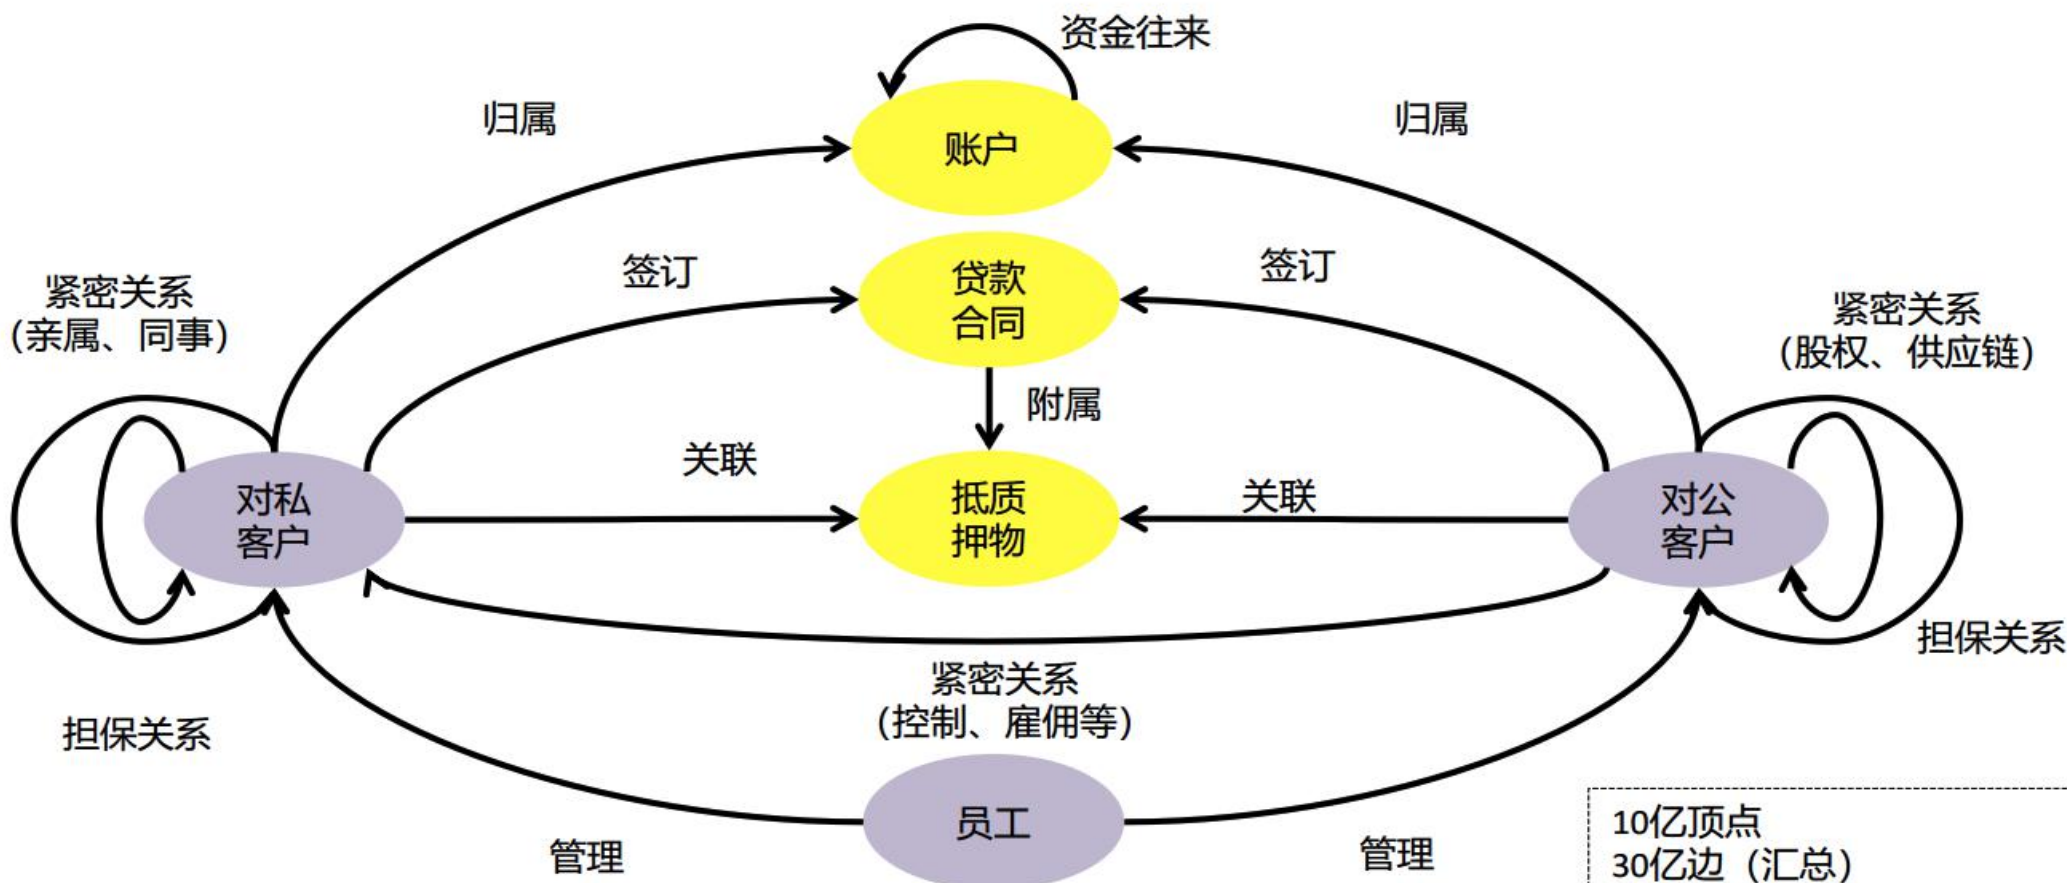 资金往来
归属
归属
账户
签订
签订
贷款
合同
紧密关系
（亲属、同事）
紧密关系
（股权、供应链）
附属
关联
关联
对私
客户
抵质
押物
对公
客户
担保关系
紧密关系
（控制、雇佣等）
担保关系
员工
管理
管理
10亿顶点
30亿边（汇总）